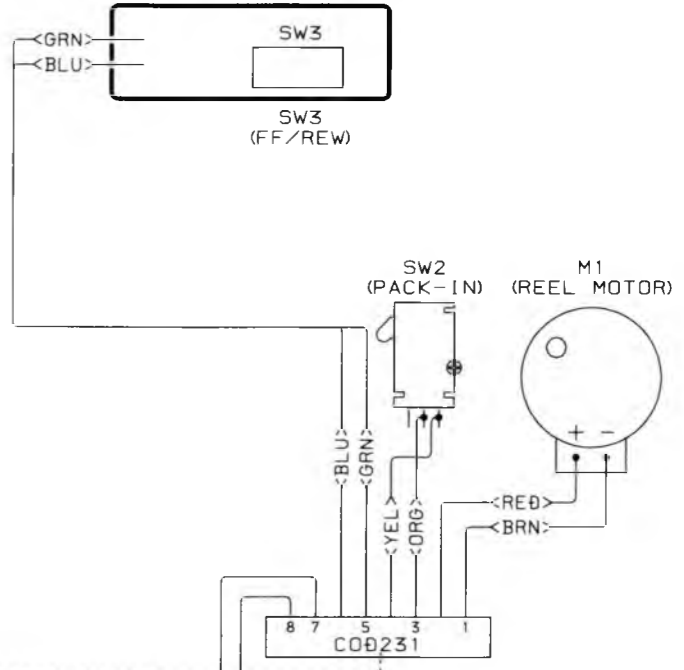 <GRN>
<BLU>
SW3
SW3
(FF/REW)
SW2
(PACK-IN)
M1
(REEL MOTOR)
+ -
<BLU>
<GRN>
<YEL>
<ORG>
<RED>
<BRN>
8 7 5 3 1
COD231